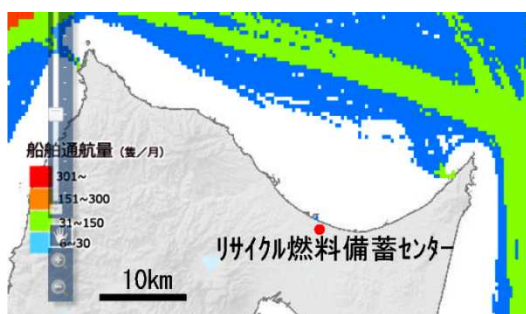 船舶通航量 (隻/月)
301~
151~300
31~150
6~30
リサイクル燃料備蓄センター
10km